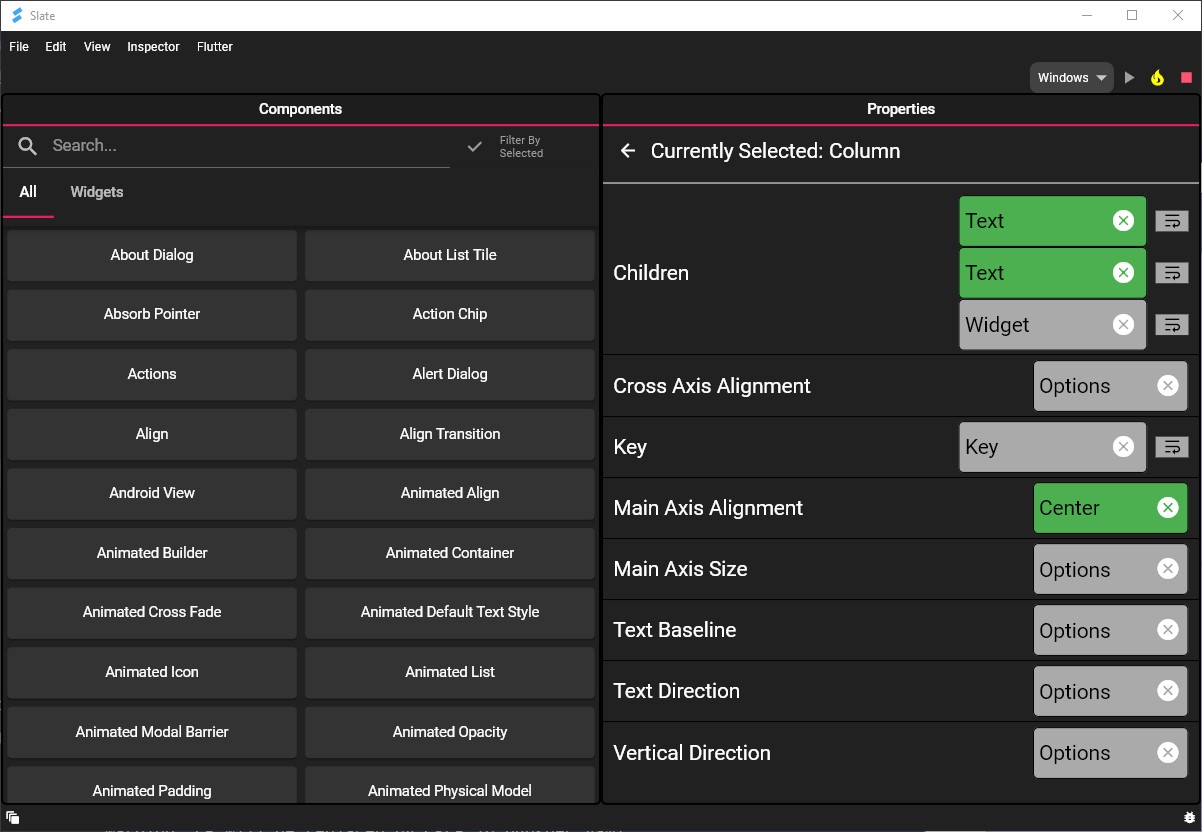 Slate
File Edit View Inspector Flutter
Windows
Components
Search...
Filter By
Selected
All Widgets
About Dialog About List Tile
Absorb Pointer Action Chip
Actions Alert Dialog
Align Align Transition
Android View Animated Align
Animated Builder Animated Container
Animated Cross Fade Animated Default Text Style
Animated Icon Animated List
Animated Modal Barrier Animated Opacity
Animated Padding Animated Physical Model
Properties
Currently Selected: Column
Children
Text
Text
Widget
Cross Axis Alignment Options
Key Key
Main Axis Alignment Center
Main Axis Size Options
Text Baseline Options
Text Direction Options
Vertical Direction Options